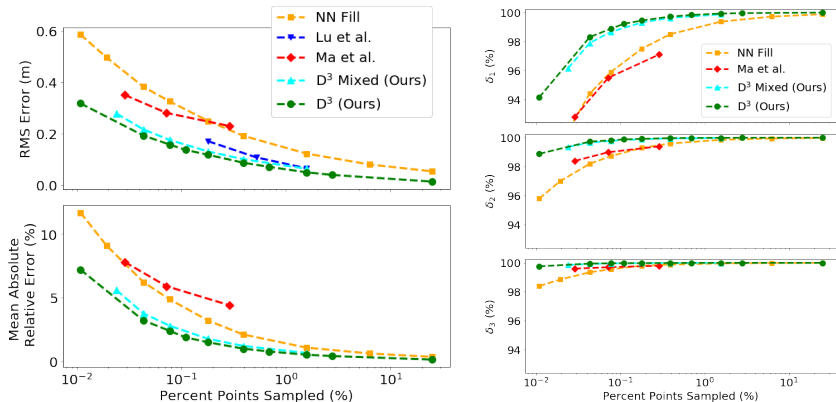 NN Fill
Lu et al.
Ma et al.
D³ Mixed (Ours)
D³ (Ours)
RMS Error (m)
0.6
0.4
0.2
0.0
Mean Absolute
Relative Error (%)
10
5
0
10⁻²
10⁻¹
10⁰
10¹
Percent Points Sampled (%)
δ₁ (%)
100
98
96
94
NN Fill
Ma et al.
D³ Mixed (Ours)
D³ (Ours)
δ₂ (%)
100
98
96
94
δ₃ (%)
100
98
96
94
10⁻²
10⁻¹
10⁰
10¹
Percent Points Sampled (%)